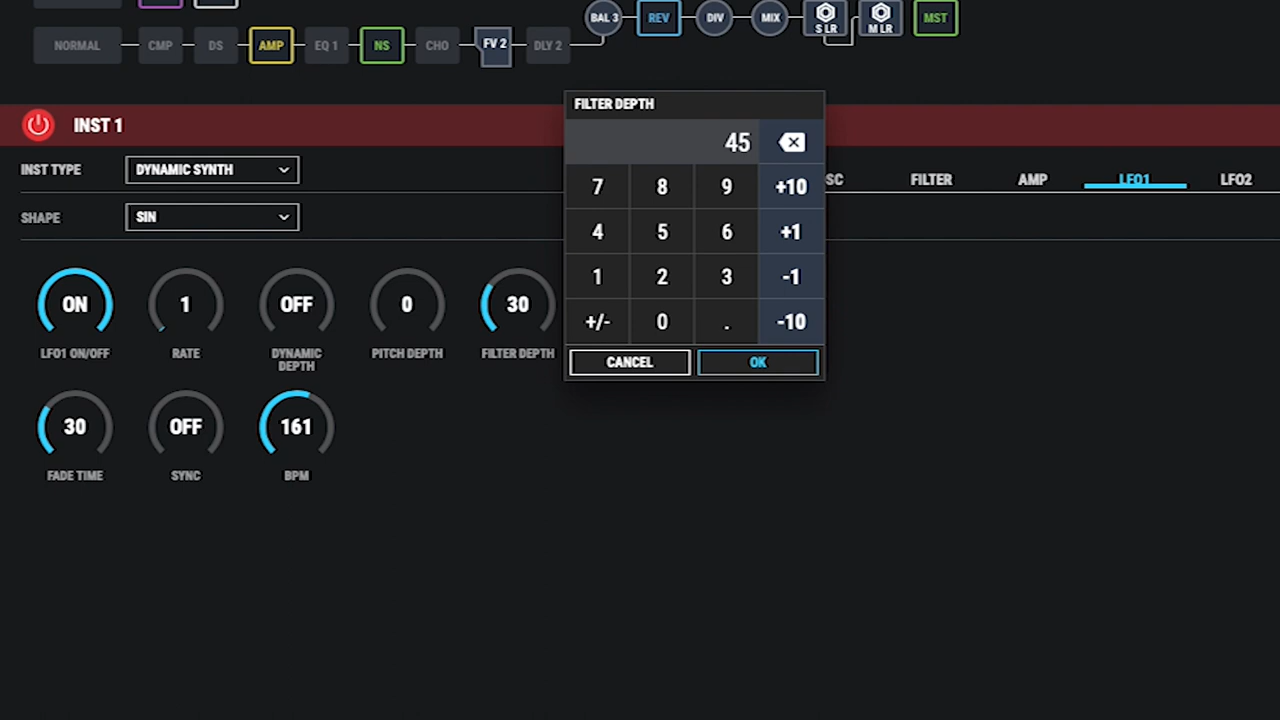 BAL 3 REV DIV MIX S LR M LR MST
NORMAL CMP DS AMP EQ 1 NS CHO FV 2 DLY 2
FILTER DEPTH
45
7 8 9 +10
4 5 6 +1
1 2 3 -1
+/- 0 . -10
CANCEL OK
INST 1
INST TYPE DYNAMIC SYNTH
SC FILTER AMP LFO1 LFO2
SHAPE SIN
ON 1 OFF 0 30
LFO1 ON/OFF RATE DYNAMIC DEPTH PITCH DEPTH FILTER DEPTH
30 OFF 161
FADE TIME SYNC BPM